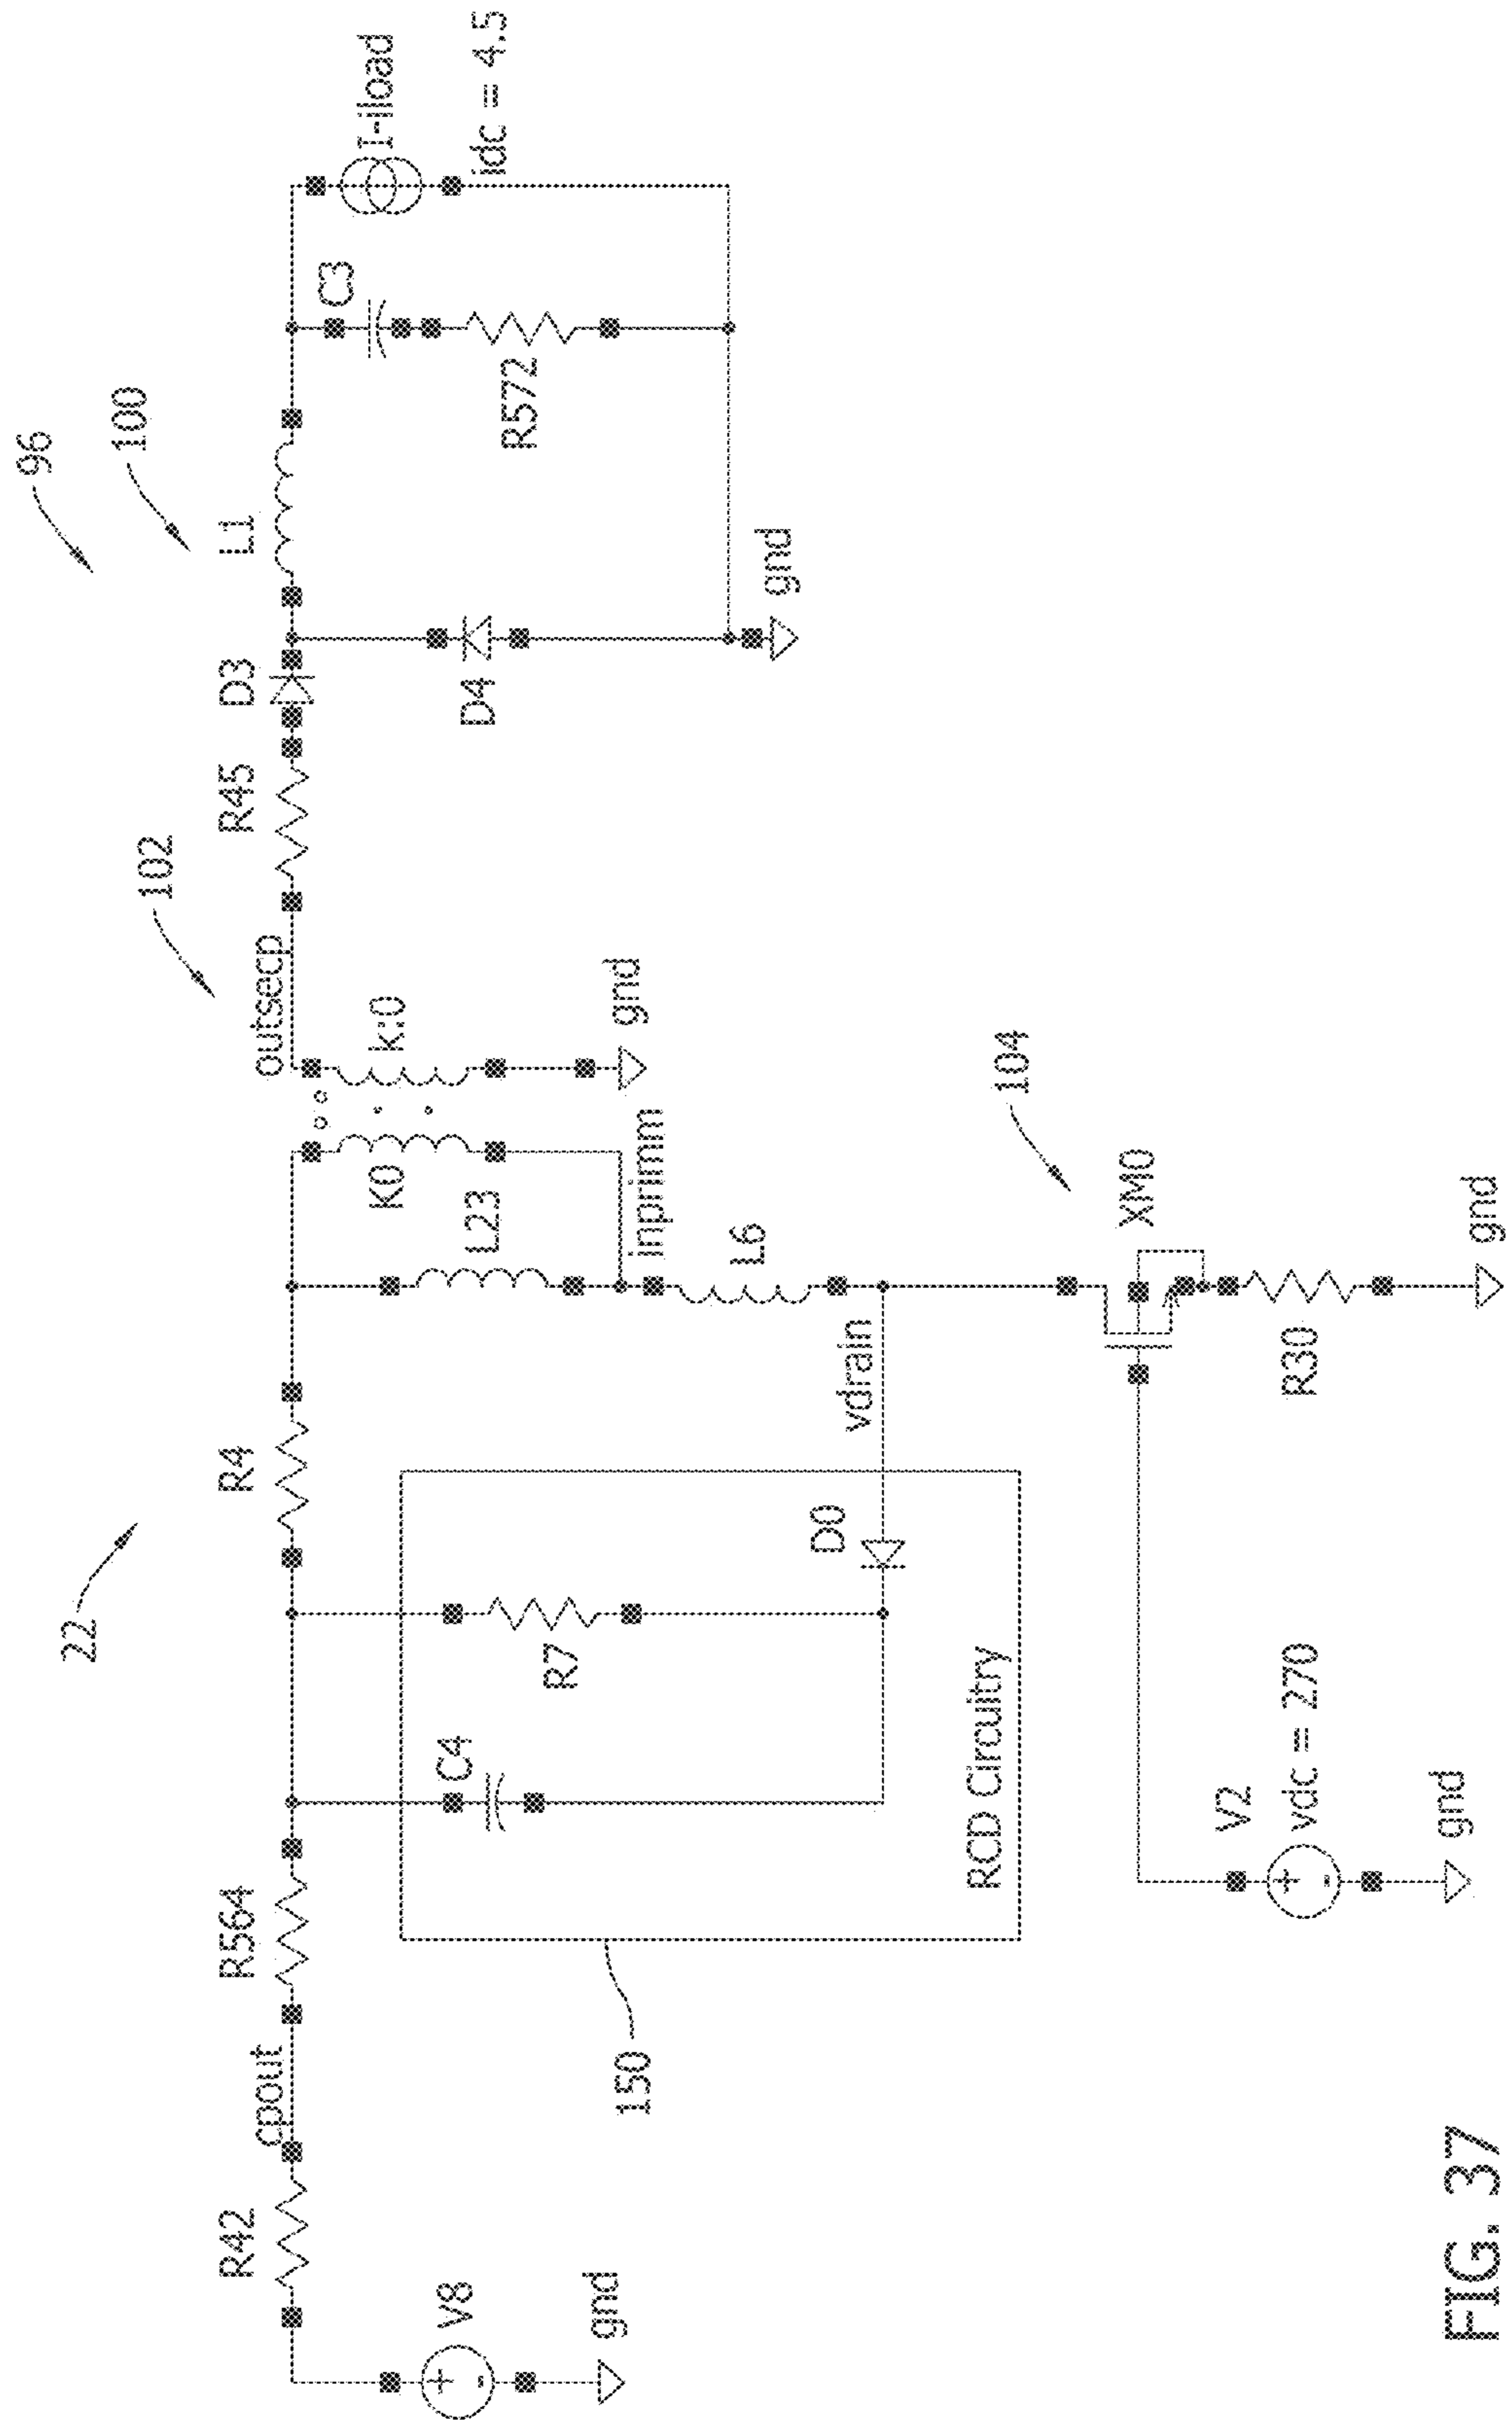 96
100
102
22
R42
cpout
R564
R4
outsecp
R45
D3
L1
V8
gnd
C4
R7
L23
K0
k:0
gnd
D4
C3
R572
I-iload
idc = 4.5
gnd
inprimm
L6
vdrain
D0
150
RCD Circuitry
104
XM0
V2
vdc = 270
gnd
R30
gnd
FIG. 37